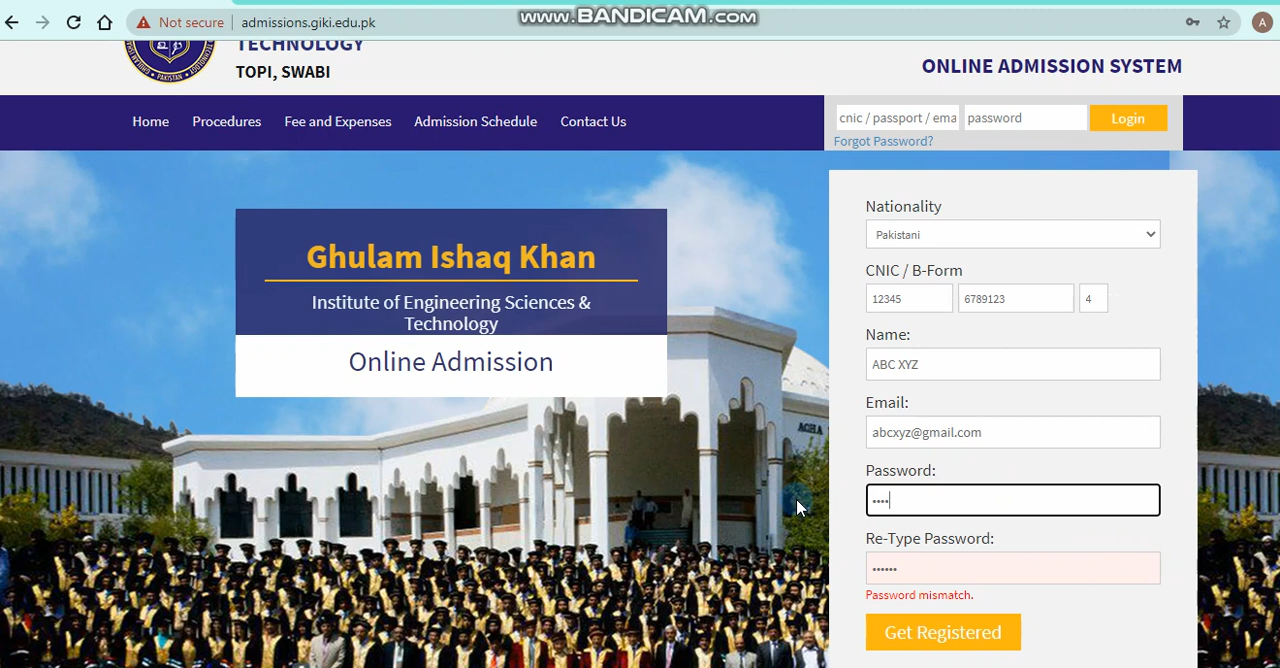 www.BANDICAM.com
Not secure
admissions.giki.edu.pk
A
TECHNOLOGY
TOPI, SWABI
ONLINE ADMISSION SYSTEM
Home
Procedures
Fee and Expenses
Admission Schedule
Contact Us
cnic / passport / ema
password
Login
Forgot Password?
Ghulam Ishaq Khan
Institute of Engineering Sciences &
Technology
Online Admission
AGHA
Nationality
Pakistani
CNIC / B-Form
12345 6789123 4
Name:
ABC XYZ
Email:
abcxyz@gmail.com
Password:
••••
Re-Type Password:
••••••
Password mismatch.
Get Registered